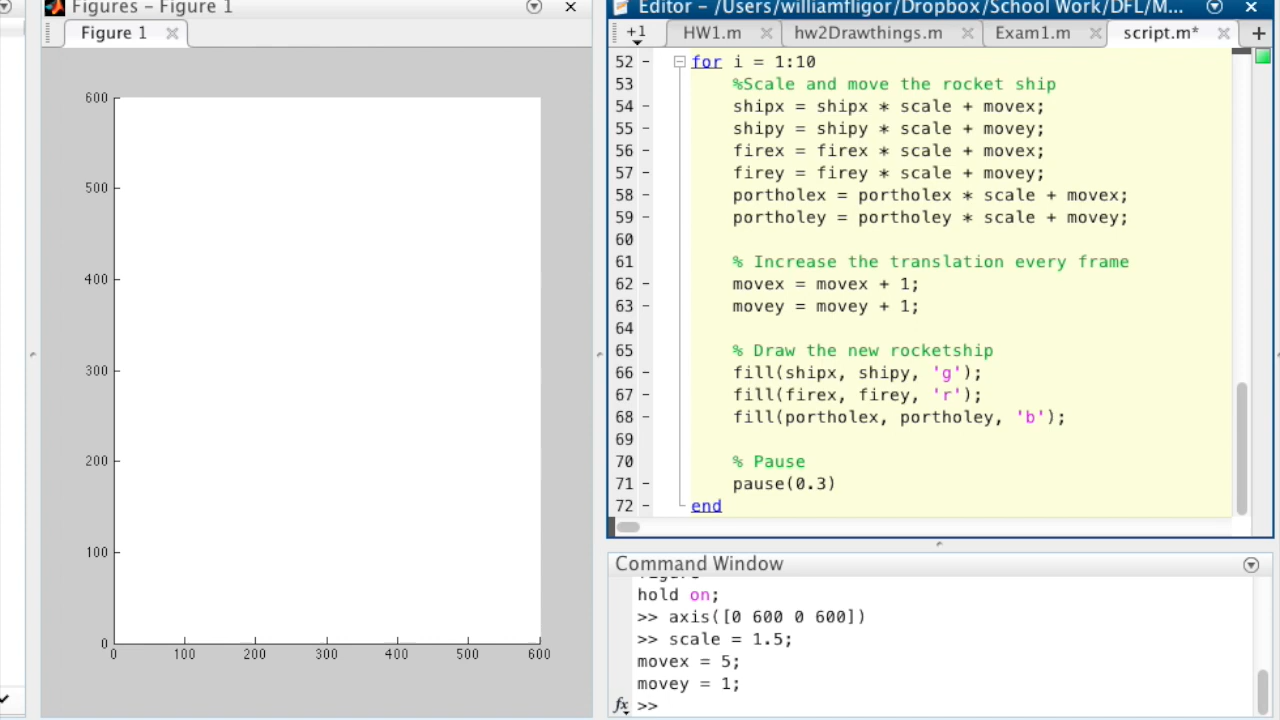 Figures - Figure 1
Figure 1
600
500
400
300
200
100
0
0 100 200 300 400 500 600
Editor - /Users/williamfligor/Dropbox/School Work/DFL/M...
+1 HW1.m hw2Drawthings.m Exam1.m script.m* +
52 - for i = 1:10
53 %Scale and move the rocket ship
54 - shipx = shipx * scale + movex;
55 - shipy = shipy * scale + movey;
56 - firex = firex * scale + movex;
57 - firey = firey * scale + movey;
58 - portholex = portholex * scale + movex;
59 - portholey = portholey * scale + movey;
60
61 % Increase the translation every frame
62 - movex = movex + 1;
63 - movey = movey + 1;
64
65 % Draw the new rocketship
66 - fill(shipx, shipy, 'g');
67 - fill(firex, firey, 'r');
68 - fill(portholex, portholey, 'b');
69
70 % Pause
71 - pause(0.3)
72 - end
Command Window
hold on;
>> axis([0 600 0 600])
>> scale = 1.5;
movex = 5;
movey = 1;
fx >>